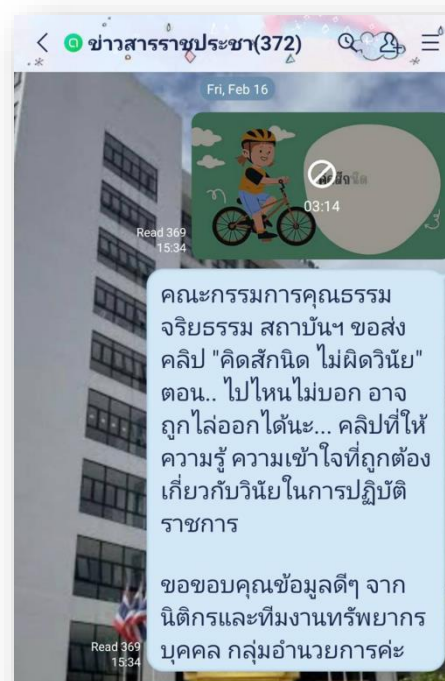 ข่าวสารราชประชา(372)
Fri, Feb 16
คิดสักนิด
03:14
Read 369
15:34
คณะกรรมการคุณธรรม
จริยธรรม สถาบันฯ ขอส่ง
คลิป "คิดสักนิด ไม่ผิดวินัย"
ตอน.. ไปไหนไม่บอก อาจ
ถูกไล่ออกได้นะ... คลิปที่ให้
ความรู้ ความเข้าใจที่ถูกต้อง
เกี่ยวกับวินัยในการปฏิบัติ
ราชการ
ขอขอบคุณข้อมูลดีๆ จาก
นิติกรและทีมงานทรัพยากร
บุคคล กลุ่มอำนวยการค่ะ
Read 369
15:34